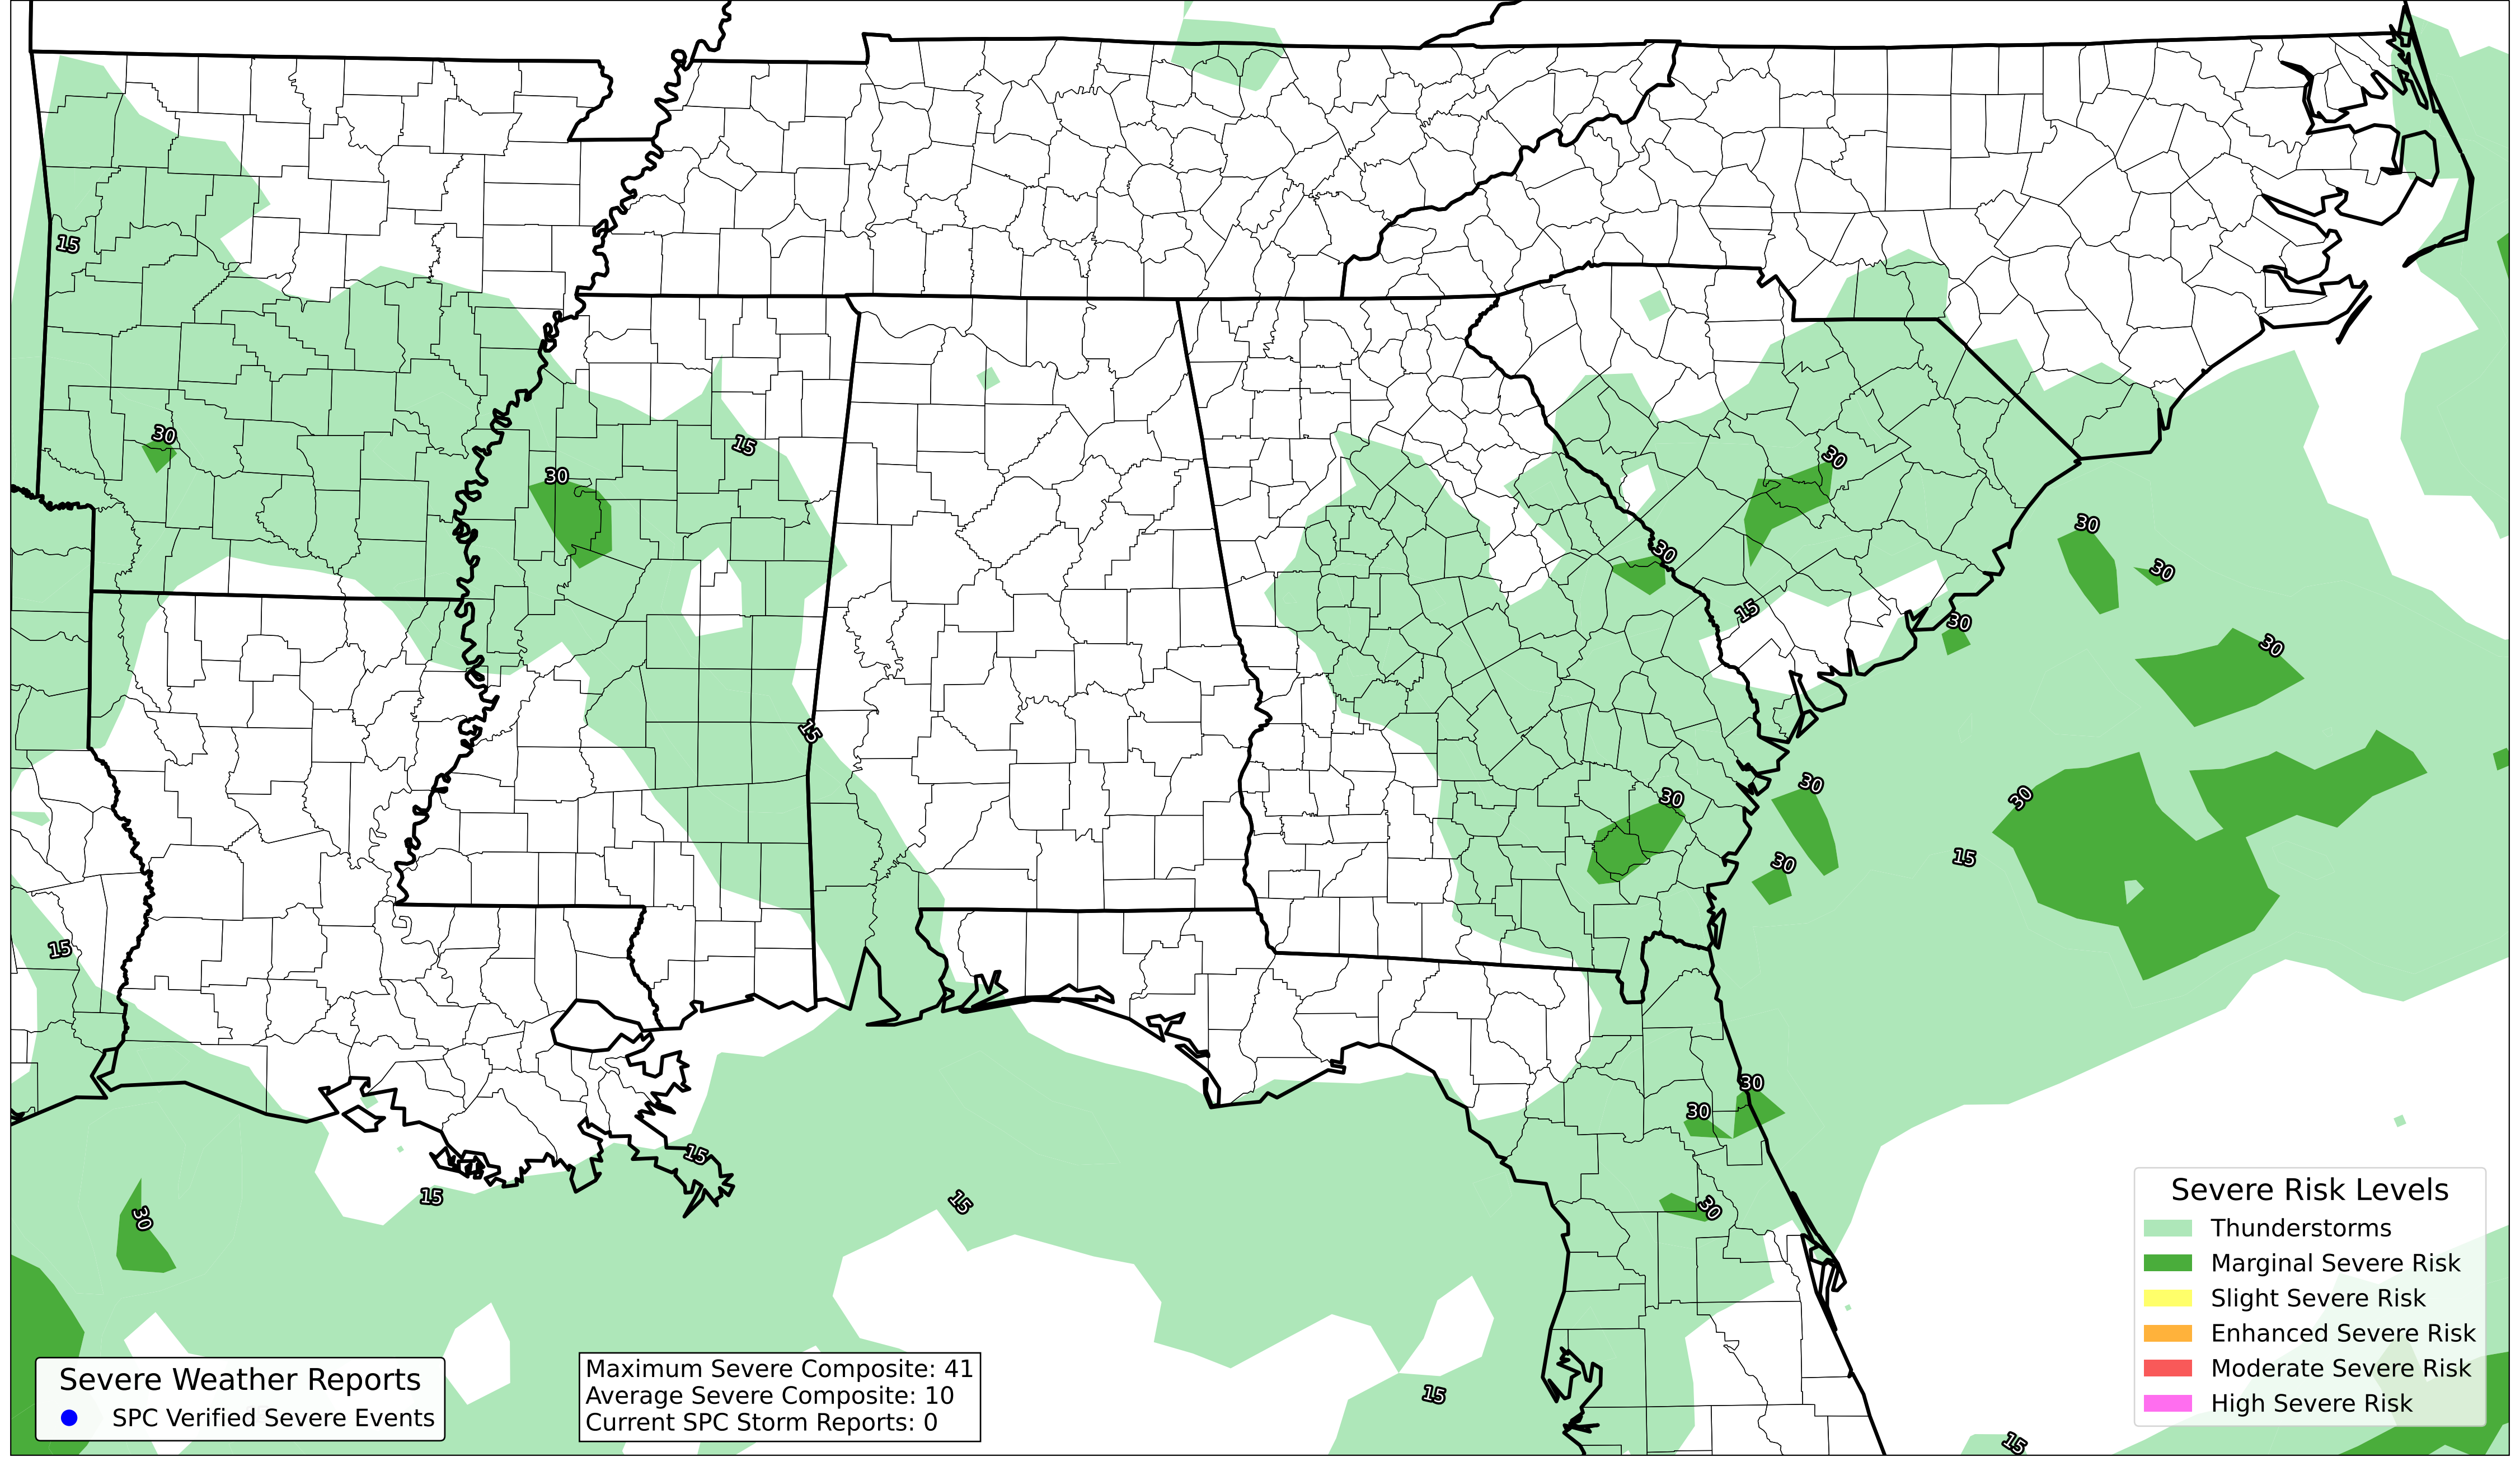 15
30
30
15
30
30
30
30
15
30
30
15
30
30
30
30
15
30
15
30
30
15
15
15
30
30
15
15
Severe Risk Levels
Thunderstorms
Marginal Severe Risk
Slight Severe Risk
Enhanced Severe Risk
Moderate Severe Risk
High Severe Risk
Severe Weather Reports
SPC Verified Severe Events
Maximum Severe Composite: 41
Average Severe Composite: 10
Current SPC Storm Reports: 0